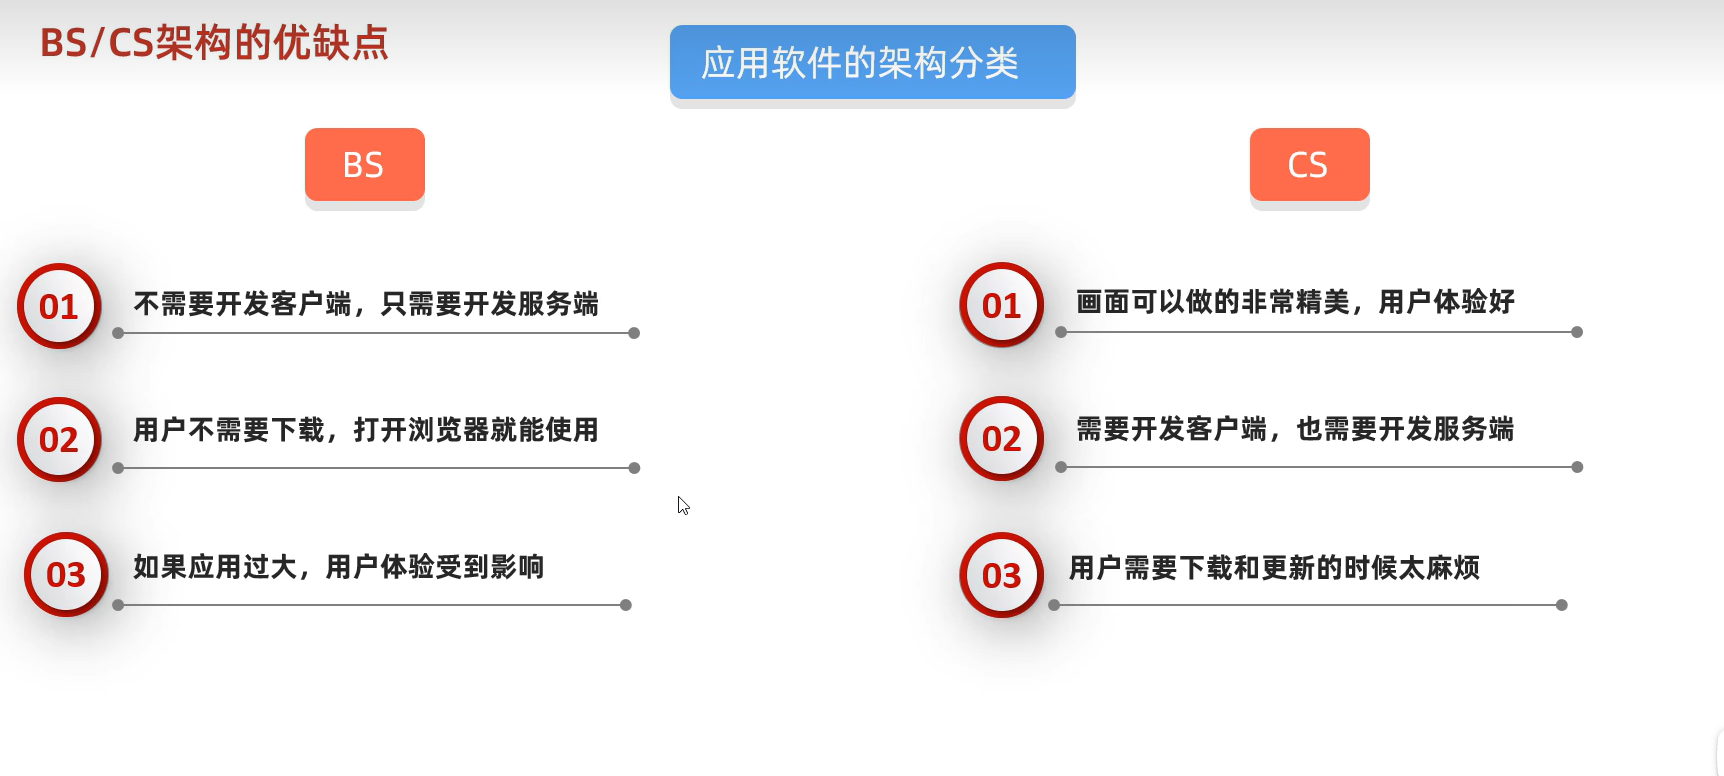 BS/CS架构的优缺点
应用软件的架构分类
BS
01
不需要开发客户端，只需要开发服务端
02
用户不需要下载，打开浏览器就能使用
03
如果应用过大，用户体验受到影响
CS
01
画面可以做的非常精美，用户体验好
02
需要开发客户端，也需要开发服务端
03
用户需要下载和更新的时候太麻烦